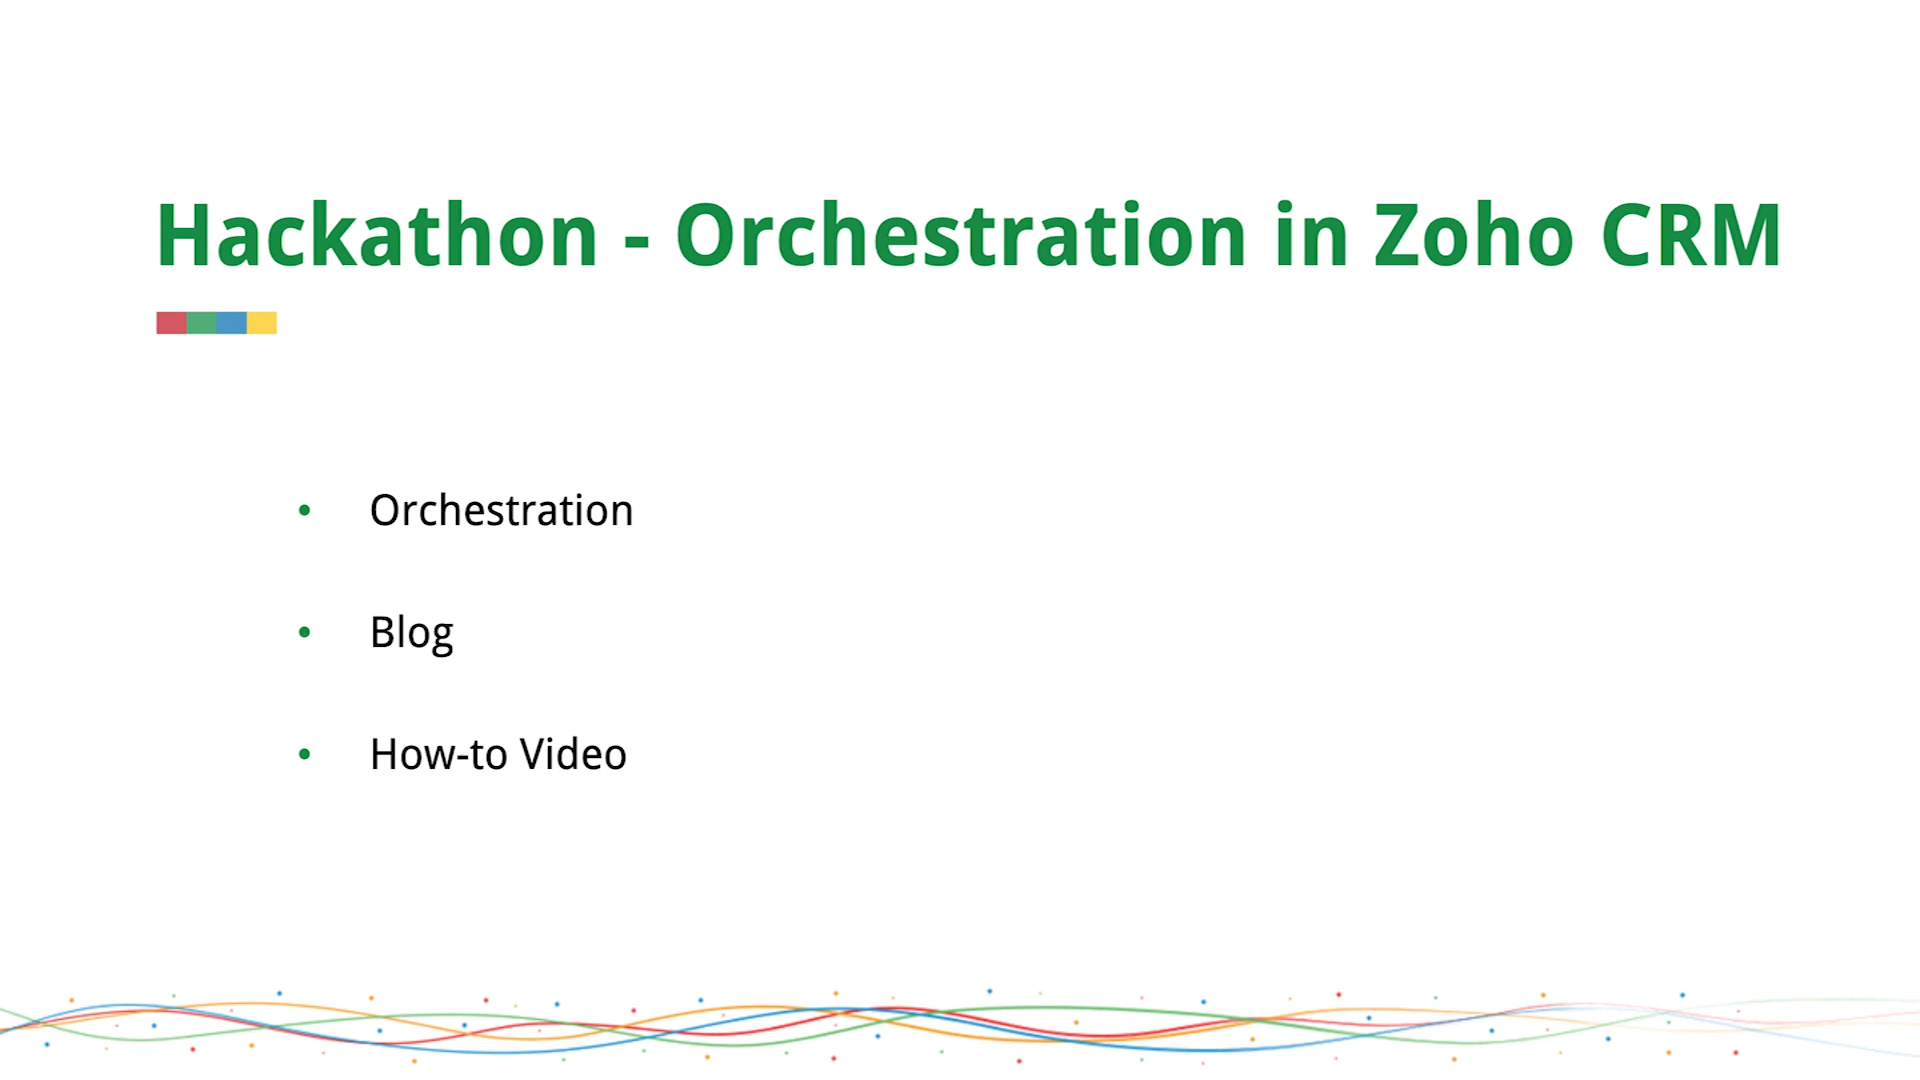 Hackathon - Orchestration in Zoho CRM
• Orchestration
• Blog
• How-to Video